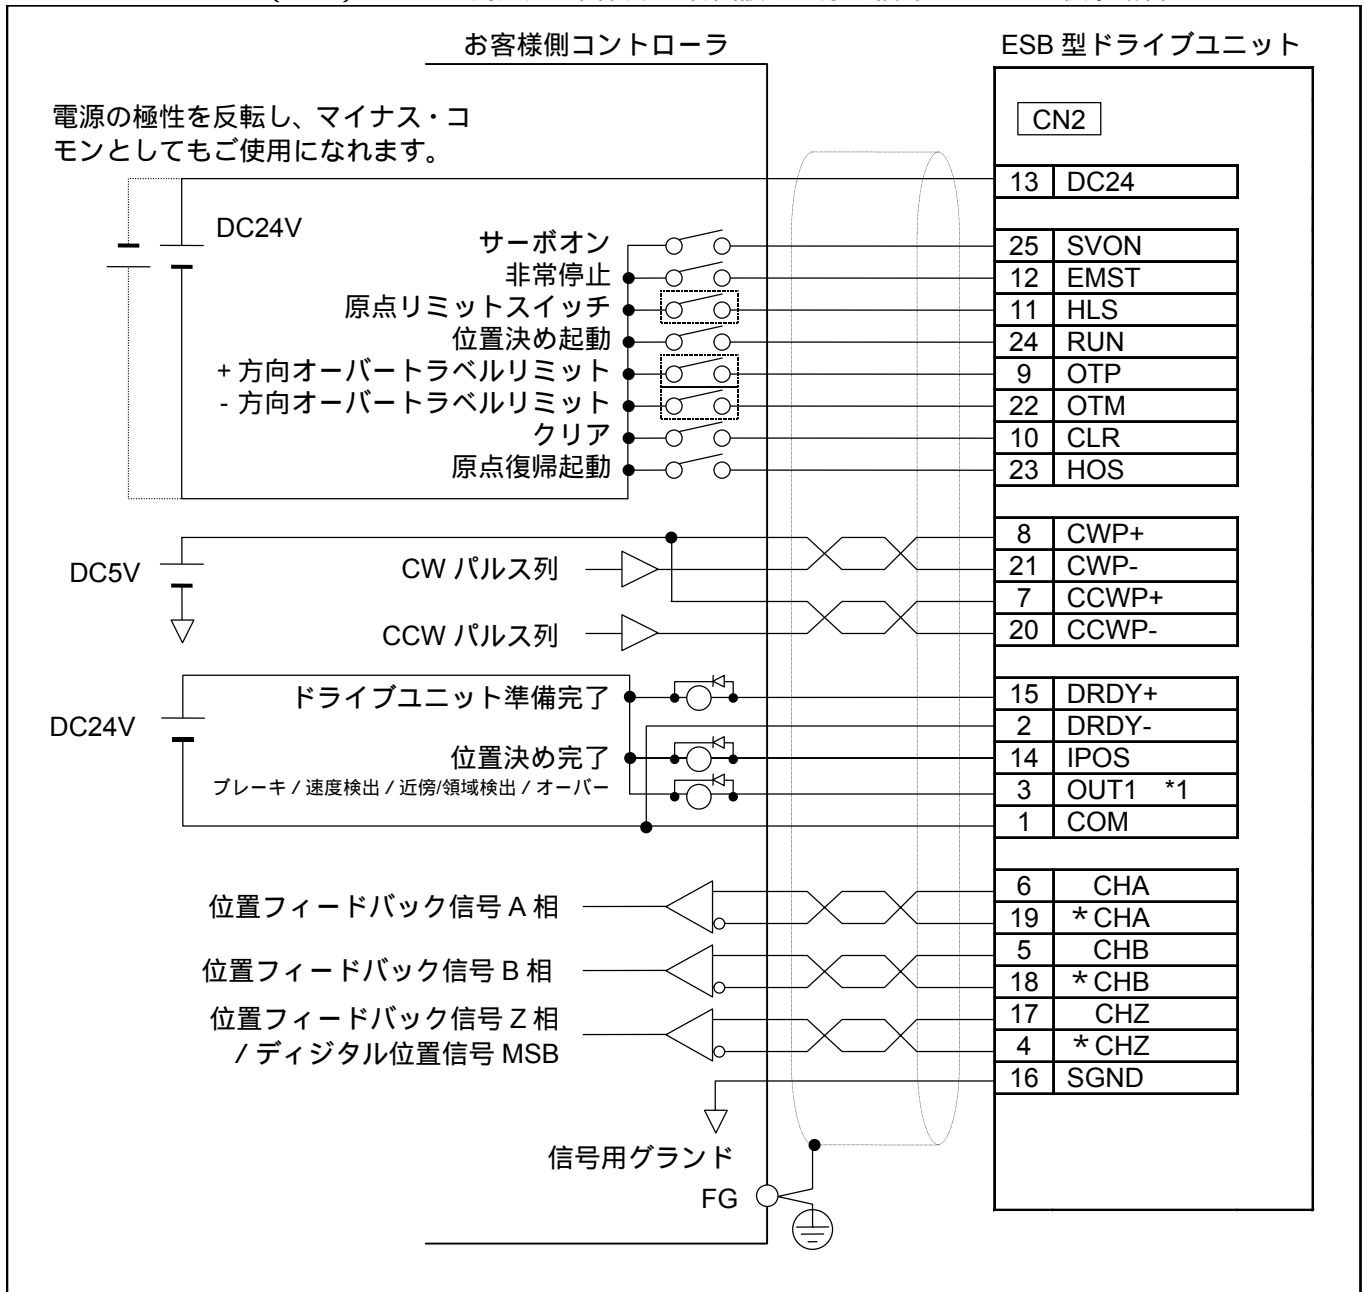 お客様側コントローラ
ESB 型ドライブユニット
電源の極性を反転し、マイナス・コ
モンとしてもご使用になれます。
CN2
13 DC24
DC24V
サーボオン
25 SVON
非常停止
12 EMST
原点リミットスイッチ
11 HLS
位置決め起動
24 RUN
+ 方向オーバートラベルリミット
9 OTP
- 方向オーバートラベルリミット
22 OTM
クリア
10 CLR
原点復帰起動
23 HOS
8 CWP+
DC5V
CW パルス列
21 CWP-
7 CCWP+
CCW パルス列
20 CCWP-
ドライブユニット準備完了
15 DRDY+
DC24V
2 DRDY-
位置決め完了
14 IPOS
ブレーキ / 速度検出 / 近傍/領域検出 / オーバー
3 OUT1 *1
1 COM
位置フィードバック信号 A 相
6 CHA
19 *CHA
位置フィードバック信号 B 相
5 CHB
18 *CHB
位置フィードバック信号 Z 相
/ ディジタル位置信号 MSB
17 CHZ
4 *CHZ
16 SGND
信号用グランド
FG